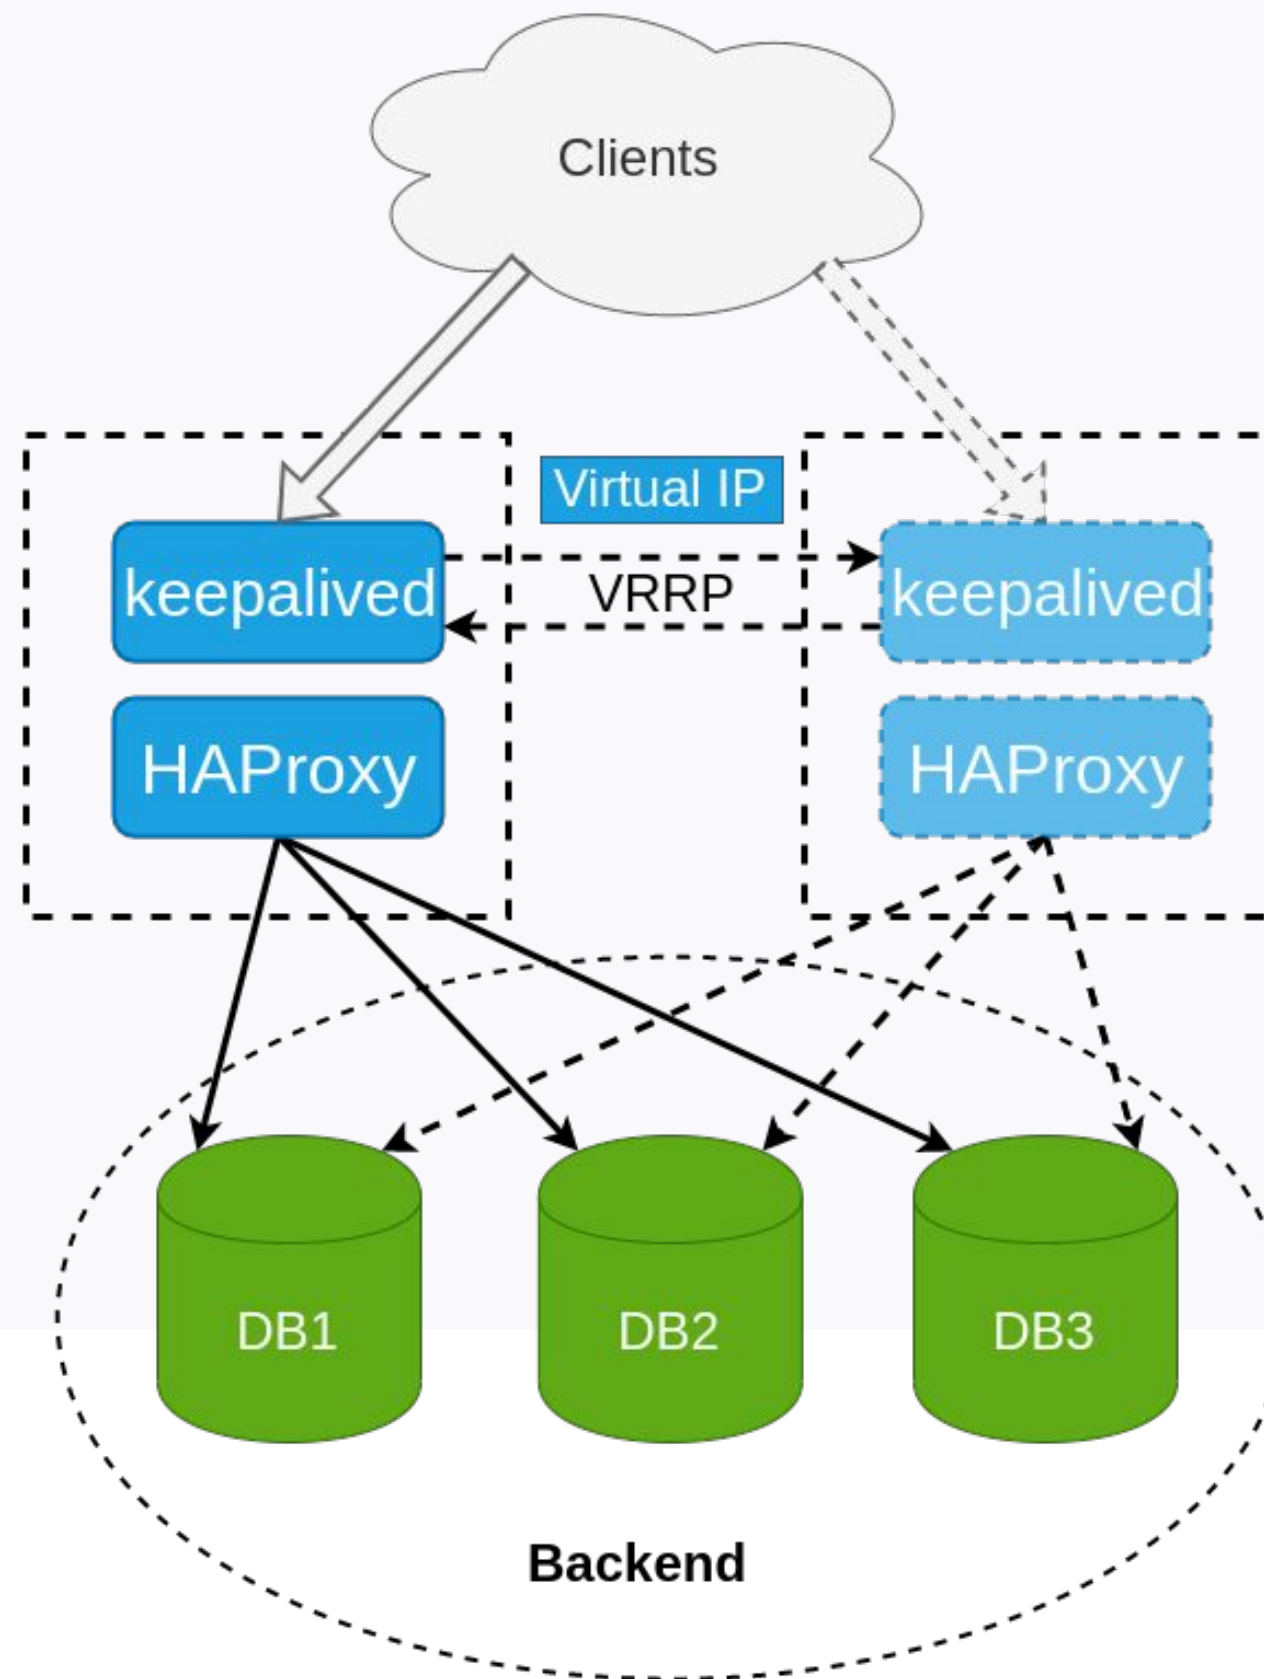 Clients
Virtual IP
keepalived
VRRP
keepalived
HAProxy
HAProxy
DB1
DB2
DB3
Backend